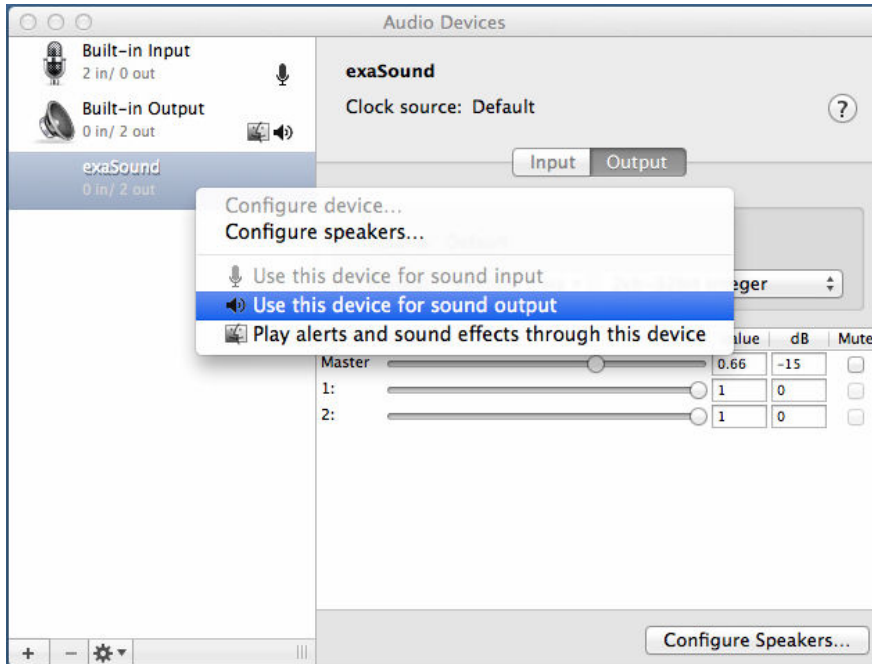 Audio Devices
Built-in Input
2 in/ 0 out
Built-in Output
0 in/ 2 out
exaSound
0 in/ 2 out
exaSound
Clock source: Default
?
Input Output
Configure device...
Configure speakers...
Use this device for sound input
Use this device for sound output
Play alerts and sound effects through this device
eger
alue dB Mute
Master 0.66 -15
1: 1 0
2: 1 0
Configure Speakers...